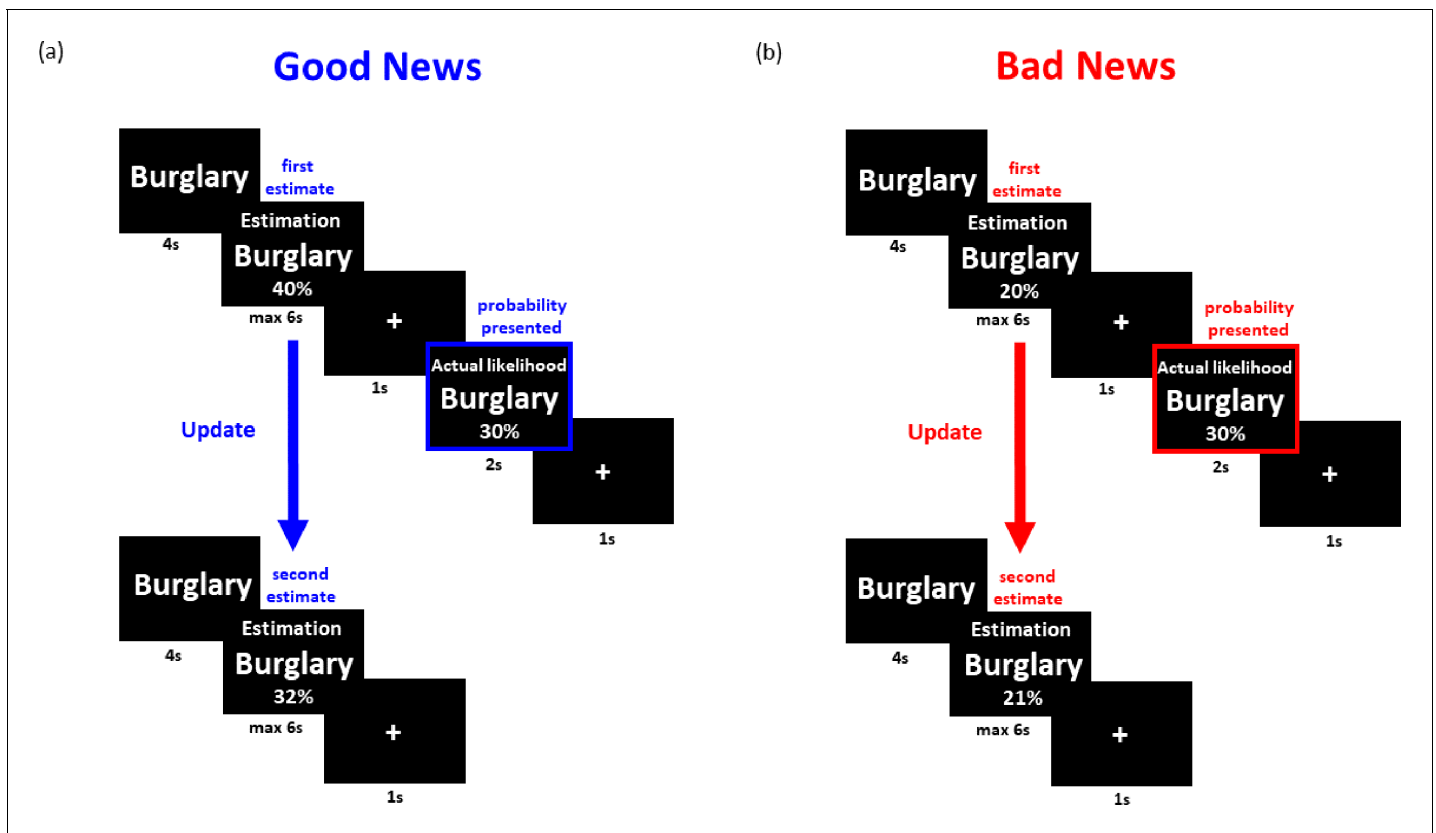 (a)
Good News
Burglary
4s
first
estimate
Estimation
Burglary
40%
max 6s
+
1s
probability
presented
Actual likelihood
Burglary
30%
2s
+
1s
Update
Burglary
4s
second
estimate
Estimation
Burglary
32%
max 6s
+
1s
(b)
Bad News
Burglary
4s
first
estimate
Estimation
Burglary
20%
max 6s
+
1s
probability
presented
Actual likelihood
Burglary
30%
2s
+
1s
Update
Burglary
4s
second
estimate
Estimation
Burglary
21%
max 6s
+
1s